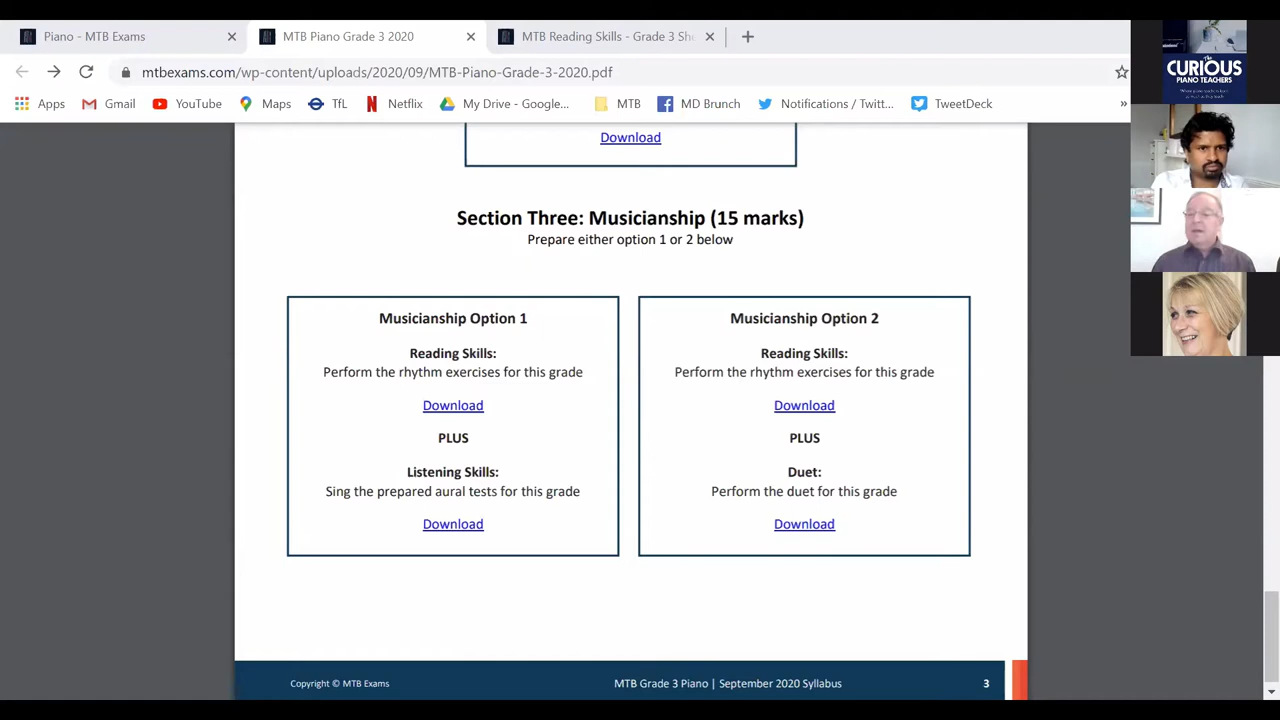 Piano - MTB Exams
MTB Piano Grade 3 2020
MTB Reading Skills - Grade 3 She
mtbexams.com/wp-content/uploads/2020/09/MTB-Piano-Grade-3-2020.pdf
Apps
Gmail
YouTube
Maps
TfL
Netflix
My Drive - Google...
MTB
MD Brunch
Notifications / Twitt...
TweetDeck
»
The
CURIOUS
PIANO TEACHERS
Download
Section Three: Musicianship (15 marks)
Prepare either option 1 or 2 below
Musicianship Option 1
Reading Skills:
Perform the rhythm exercises for this grade
Download
PLUS
Listening Skills:
Sing the prepared aural tests for this grade
Download
Musicianship Option 2
Reading Skills:
Perform the rhythm exercises for this grade
Download
PLUS
Duet:
Perform the duet for this grade
Download
Copyright © MTB Exams
MTB Grade 3 Piano | September 2020 Syllabus
3